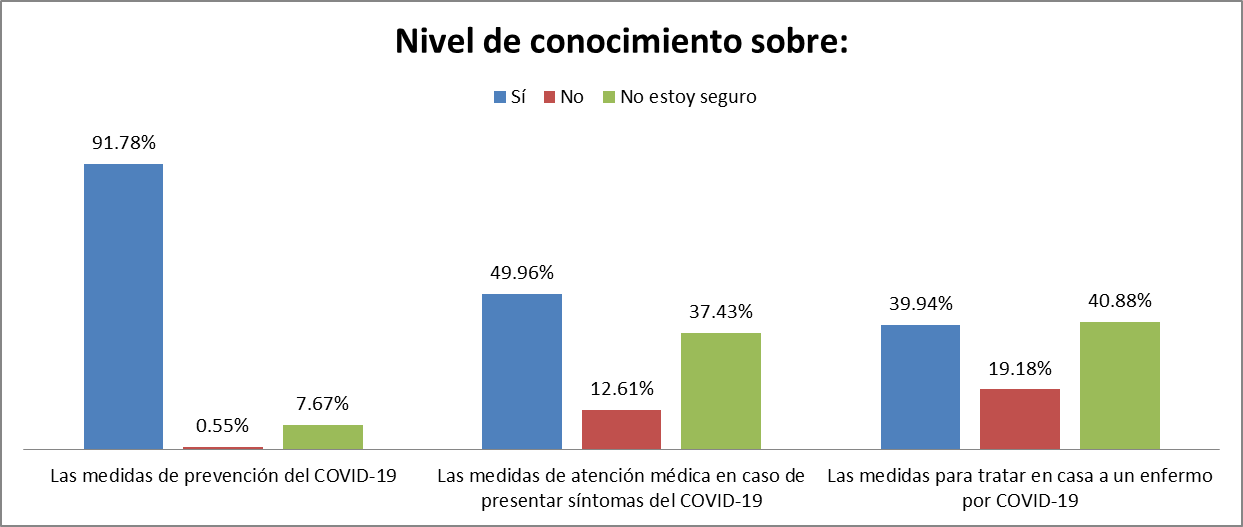 Nivel de conocimiento sobre:
Sí No No estoy seguro
91.78%
0.55%
7.67%
49.96%
12.61%
37.43%
39.94%
19.18%
40.88%
Las medidas de prevención del COVID-19
Las medidas de atención médica en caso de
presentar síntomas del COVID-19
Las medidas para tratar en casa a un enfermo
por COVID-19